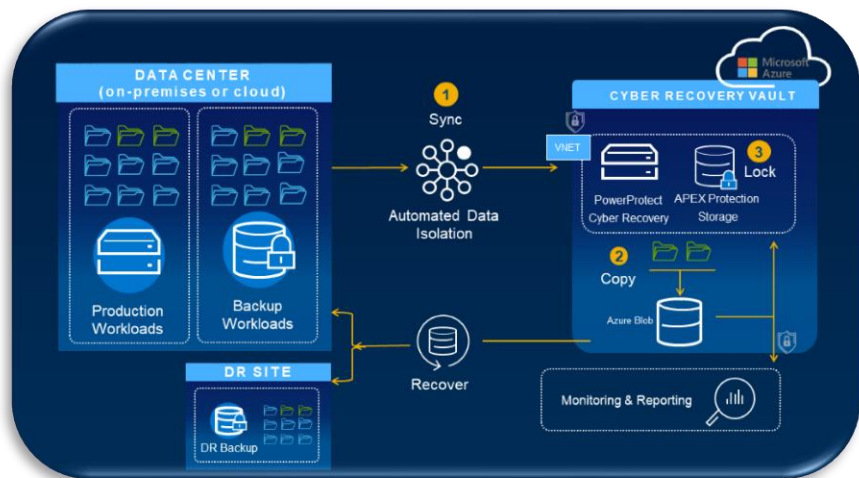 Microsoft
Azure
DATA CENTER
(on-premises or cloud)
Production
Workloads
Backup
Workloads
1
Sync
Automated Data
Isolation
CYBER RECOVERY VAULT
VNET
PowerProtect
Cyber Recovery
APEX Protection
Storage
3
Lock
2
Copy
Azure Blob
Recover
DR SITE
DR Backup
Monitoring & Reporting